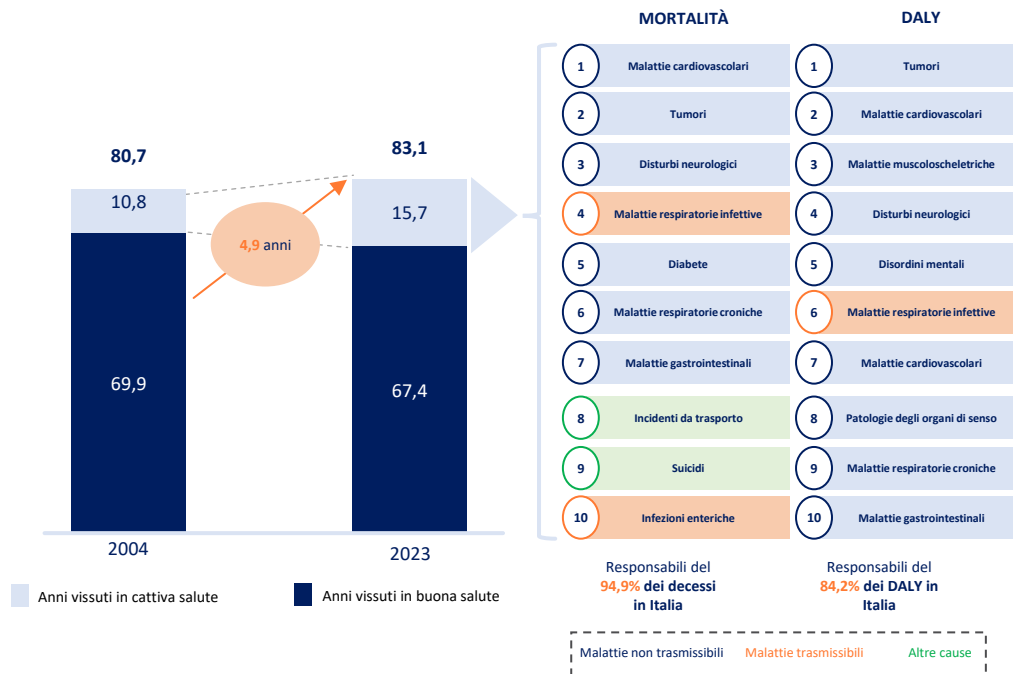 80,7
83,1
10,8
15,7
4,9 anni
69,9
67,4
2004
2023
Anni vissuti in cattiva salute
Anni vissuti in buona salute
MORTALITÀ
1 Malattie cardiovascolari
2 Tumori
3 Disturbi neurologici
4 Malattie respiratorie infettive
5 Diabete
6 Malattie respiratorie croniche
7 Malattie gastrointestinali
8 Incidenti da trasporto
9 Suicidi
10 Infezioni enteriche
Responsabili del
94,9% dei decessi
in Italia
DALY
1 Tumori
2 Malattie cardiovascolari
3 Malattie muscoloscheletriche
4 Disturbi neurologici
5 Disordini mentali
6 Malattie respiratorie infettive
7 Malattie cardiovascolari
8 Patologie degli organi di senso
9 Malattie respiratorie croniche
10 Malattie gastrointestinali
Responsabili del
84,2% dei DALY in
Italia
Malattie non trasmissibili Malattie trasmissibili Altre cause